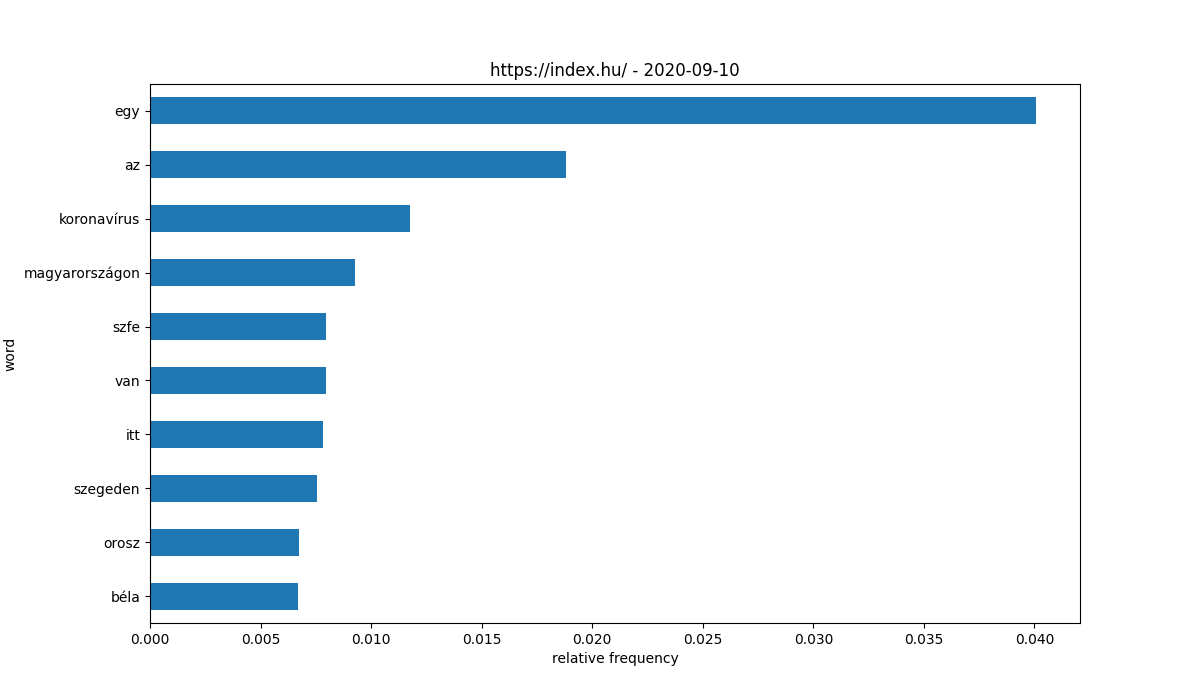 https://index.hu/ - 2020-09-10
egy
az
koronavírus
magyarországon
szfe
van
itt
szegeden
orosz
béla
word
0.000 0.005 0.010 0.015 0.020 0.025 0.030 0.035 0.040
relative frequency